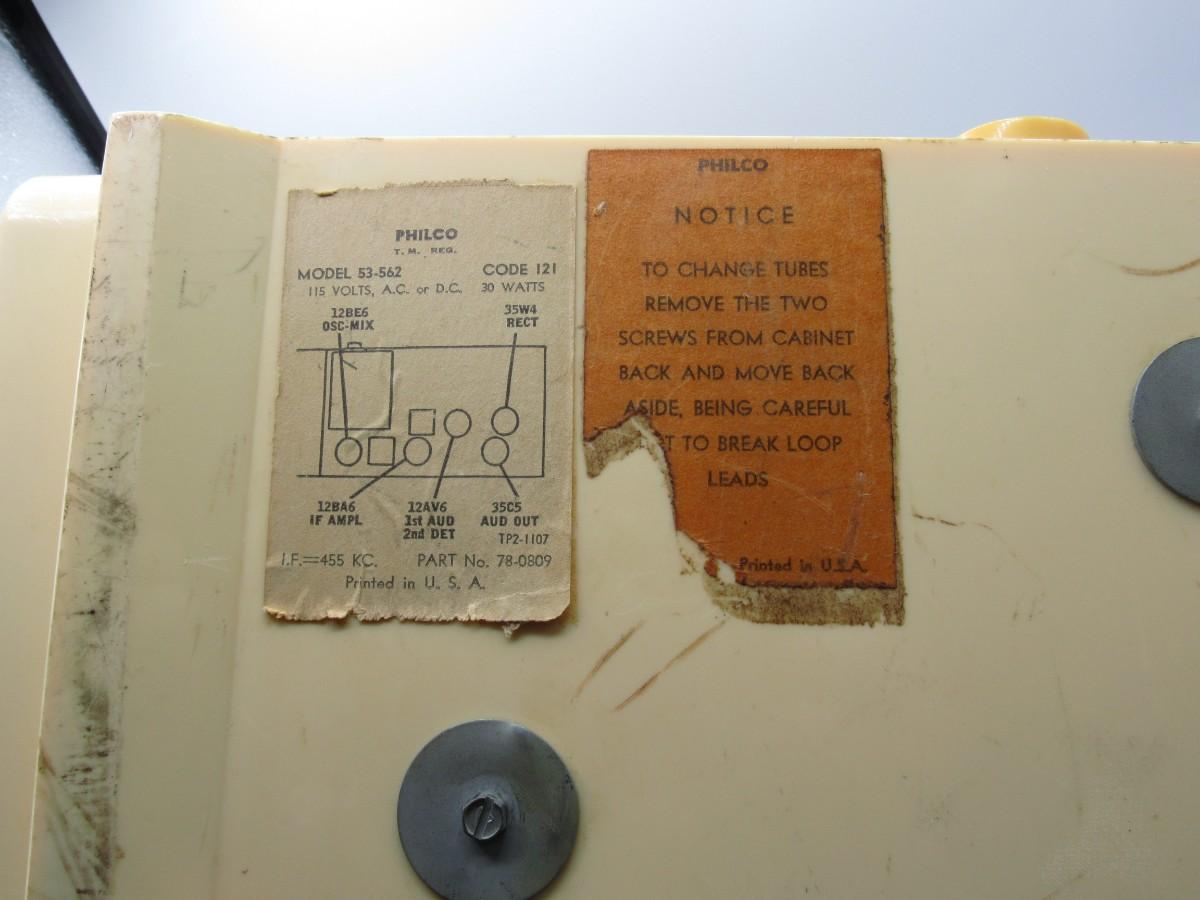 PHILCO
T. M. REG.
MODEL 53-562 CODE 121
115 VOLTS, A.C. or D.C. 30 WATTS
12BE6
OSC-MIX
35W4
RECT
12BA6
IF AMPL
12AV6
1st AUD
2nd DET
35C5
AUD OUT
TP2-1107
I.F.=455 KC. PART No. 78-0809
Printed in U. S. A.
PHILCO
NOTICE
TO CHANGE TUBES
REMOVE THE TWO
SCREWS FROM CABINET
BACK AND MOVE BACK
ASIDE, BEING CAREFUL
TO BREAK LOOP
LEADS
Printed in U.S.A.